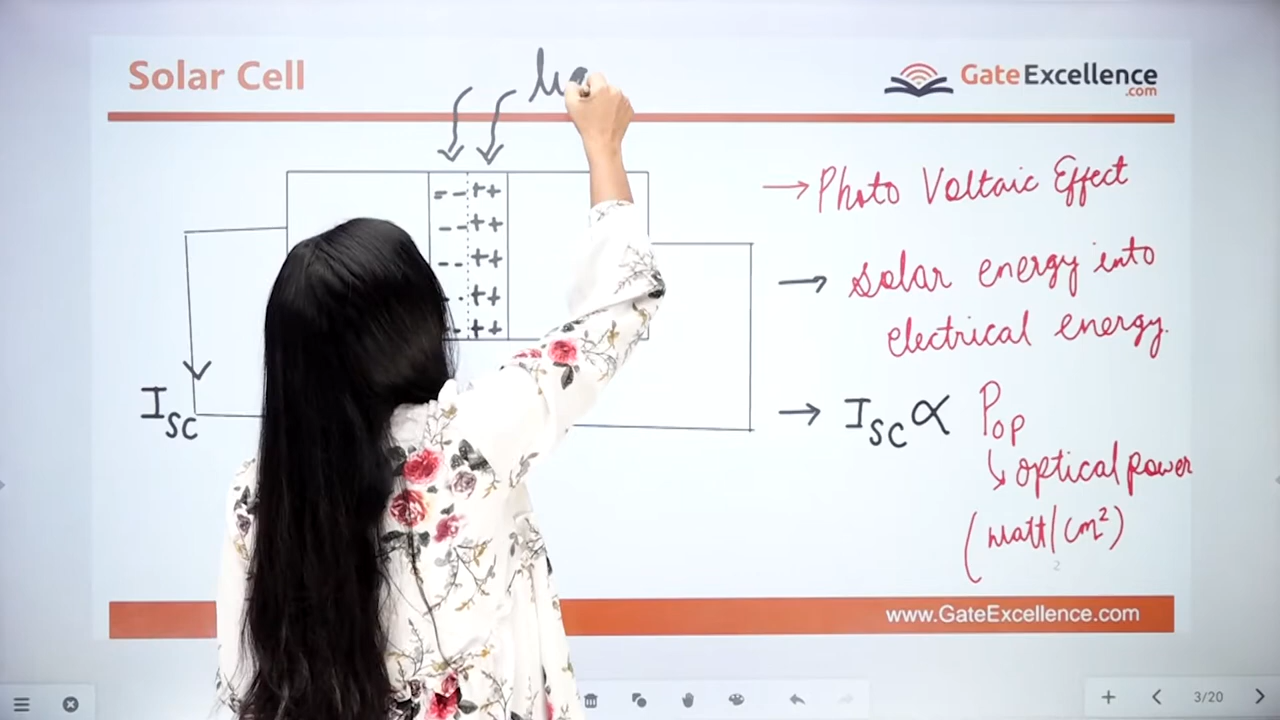 Solar Cell
GateExcellence
.com
-- ++
-- ++
-- ++
- ++
- ++
I_SC
→ Photo Voltaic Effect
→ solar energy into
electrical energy.
→ I_SC ∝ P_OP
↳ optical power
(watt/cm²)
2
www.GateExcellence.com
3/20